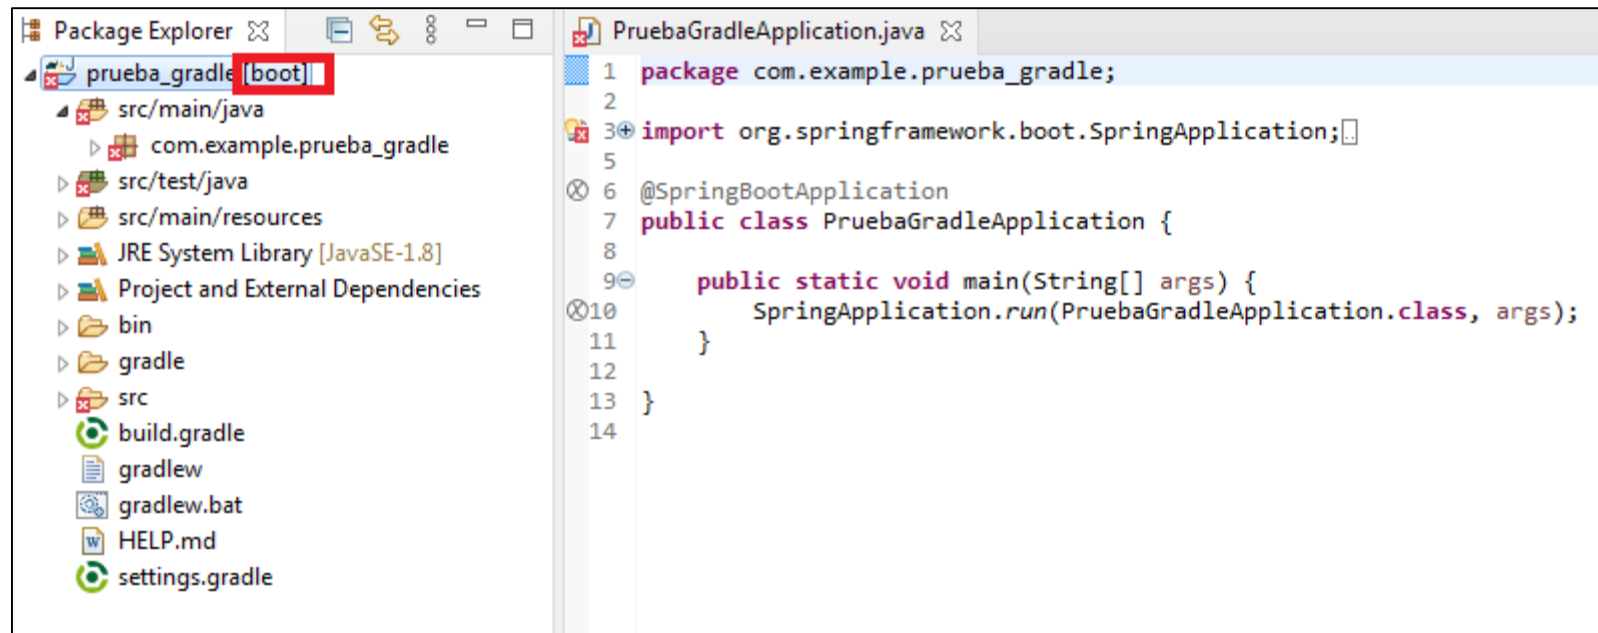 Package Explorer
prueba_gradle [boot]
src/main/java
com.example.prueba_gradle
src/test/java
src/main/resources
JRE System Library [JavaSE-1.8]
Project and External Dependencies
bin
gradle
src
build.gradle
gradlew
gradlew.bat
HELP.md
settings.gradle
PruebaGradleApplication.java
1 package com.example.prueba_gradle;
2
3 import org.springframework.boot.SpringApplication;
5
6 @SpringBootApplication
7 public class PruebaGradleApplication {
8
9 public static void main(String[] args) {
10 SpringApplication.run(PruebaGradleApplication.class, args);
11 }
12
13 }
14